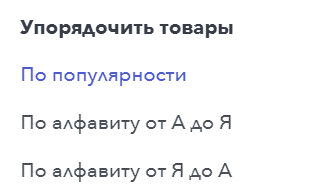 Упорядочить товары
По популярности
По алфавиту от А до Я
По алфавиту от Я до А